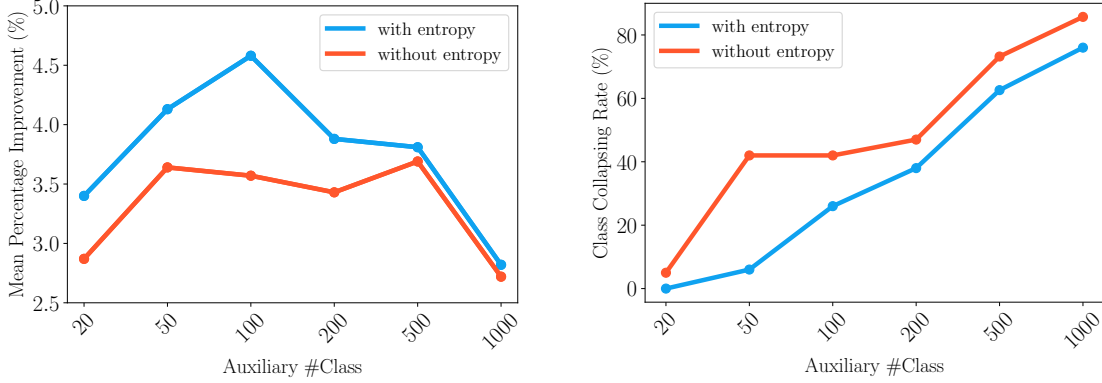 5.0
4.5
4.0
3.5
3.0
2.5
Mean Percentage Improvement (%)
with entropy
without entropy
20
50
100
200
500
1000
Auxiliary #Class
80
60
40
20
0
Class Collapsing Rate (%)
with entropy
without entropy
20
50
100
200
500
1000
Auxiliary #Class